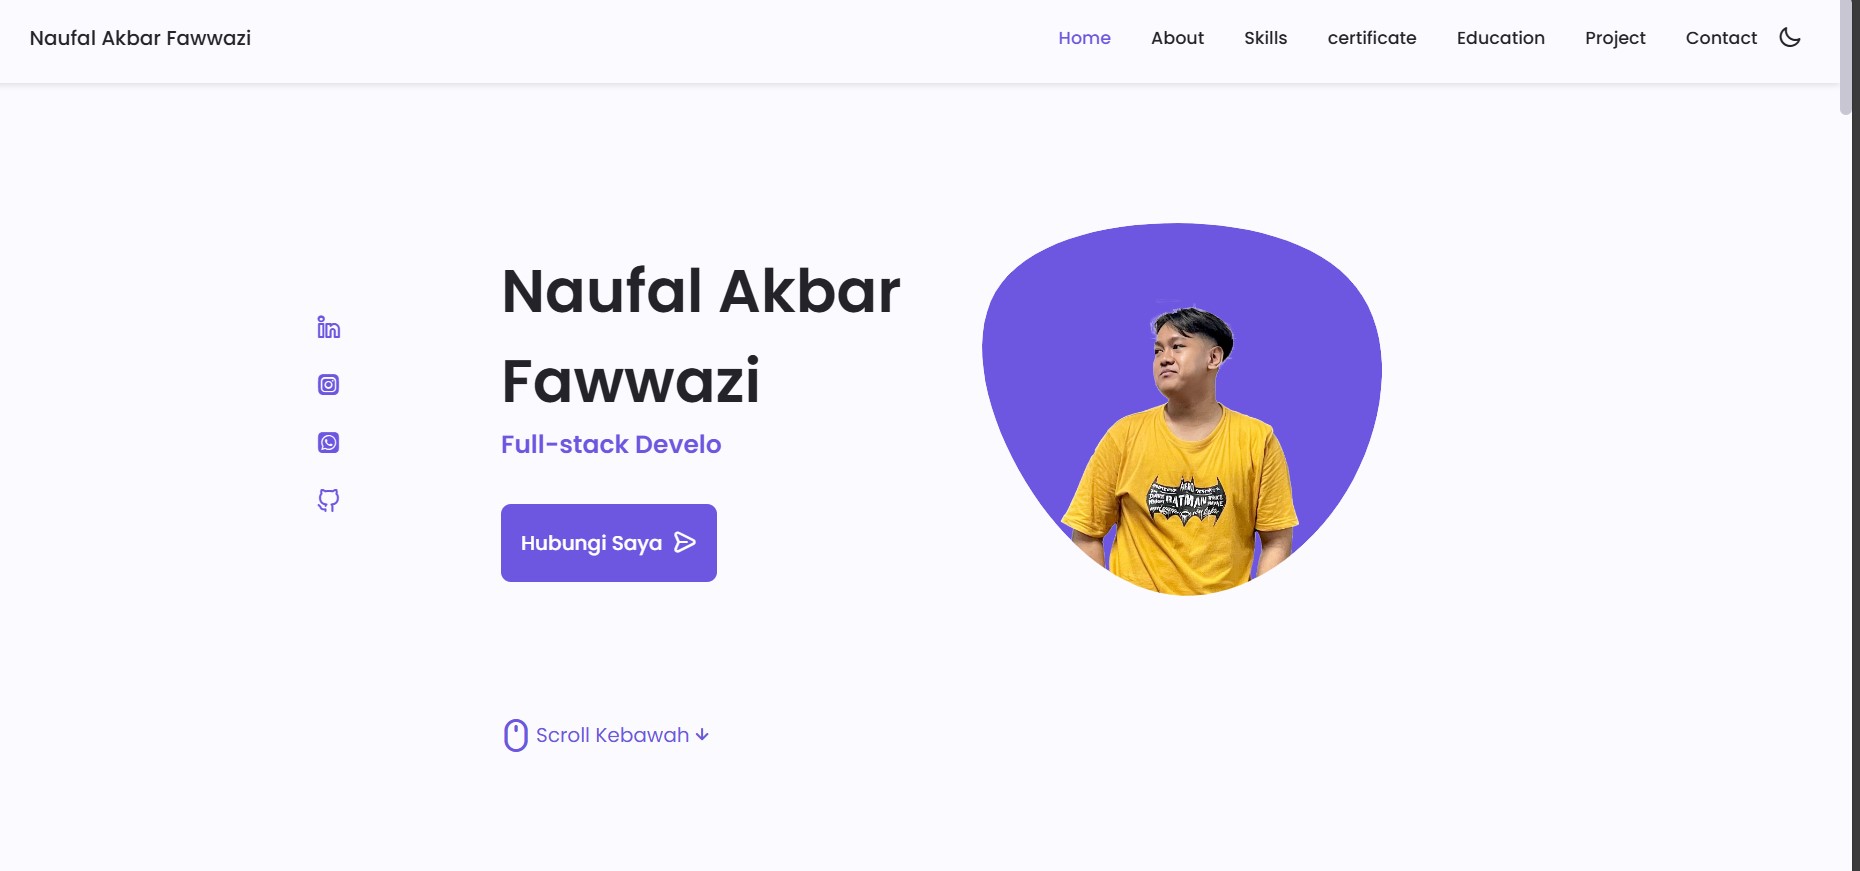 Naufal Akbar Fawwazi
Home About Skills certificate Education Project Contact
Naufal Akbar
Fawwazi
Full-stack Develo
Hubungi Saya
BATMAN
Scroll Kebawah